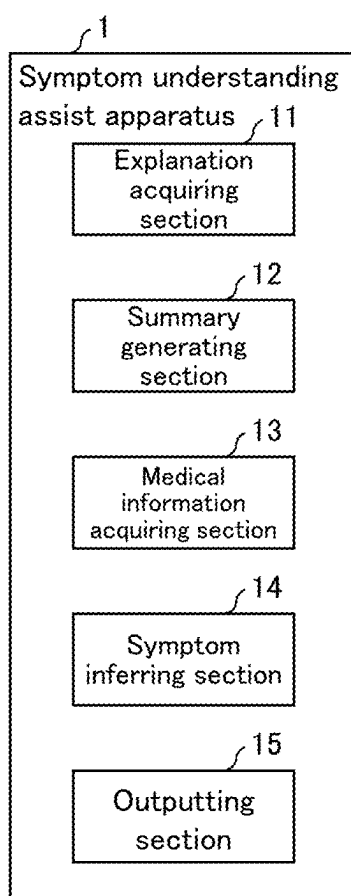 1
Symptom understanding
assist apparatus
11
Explanation
acquiring
section
12
Summary
generating
section
13
Medical
information
acquiring section
14
Symptom
inferring section
15
Outputting
section